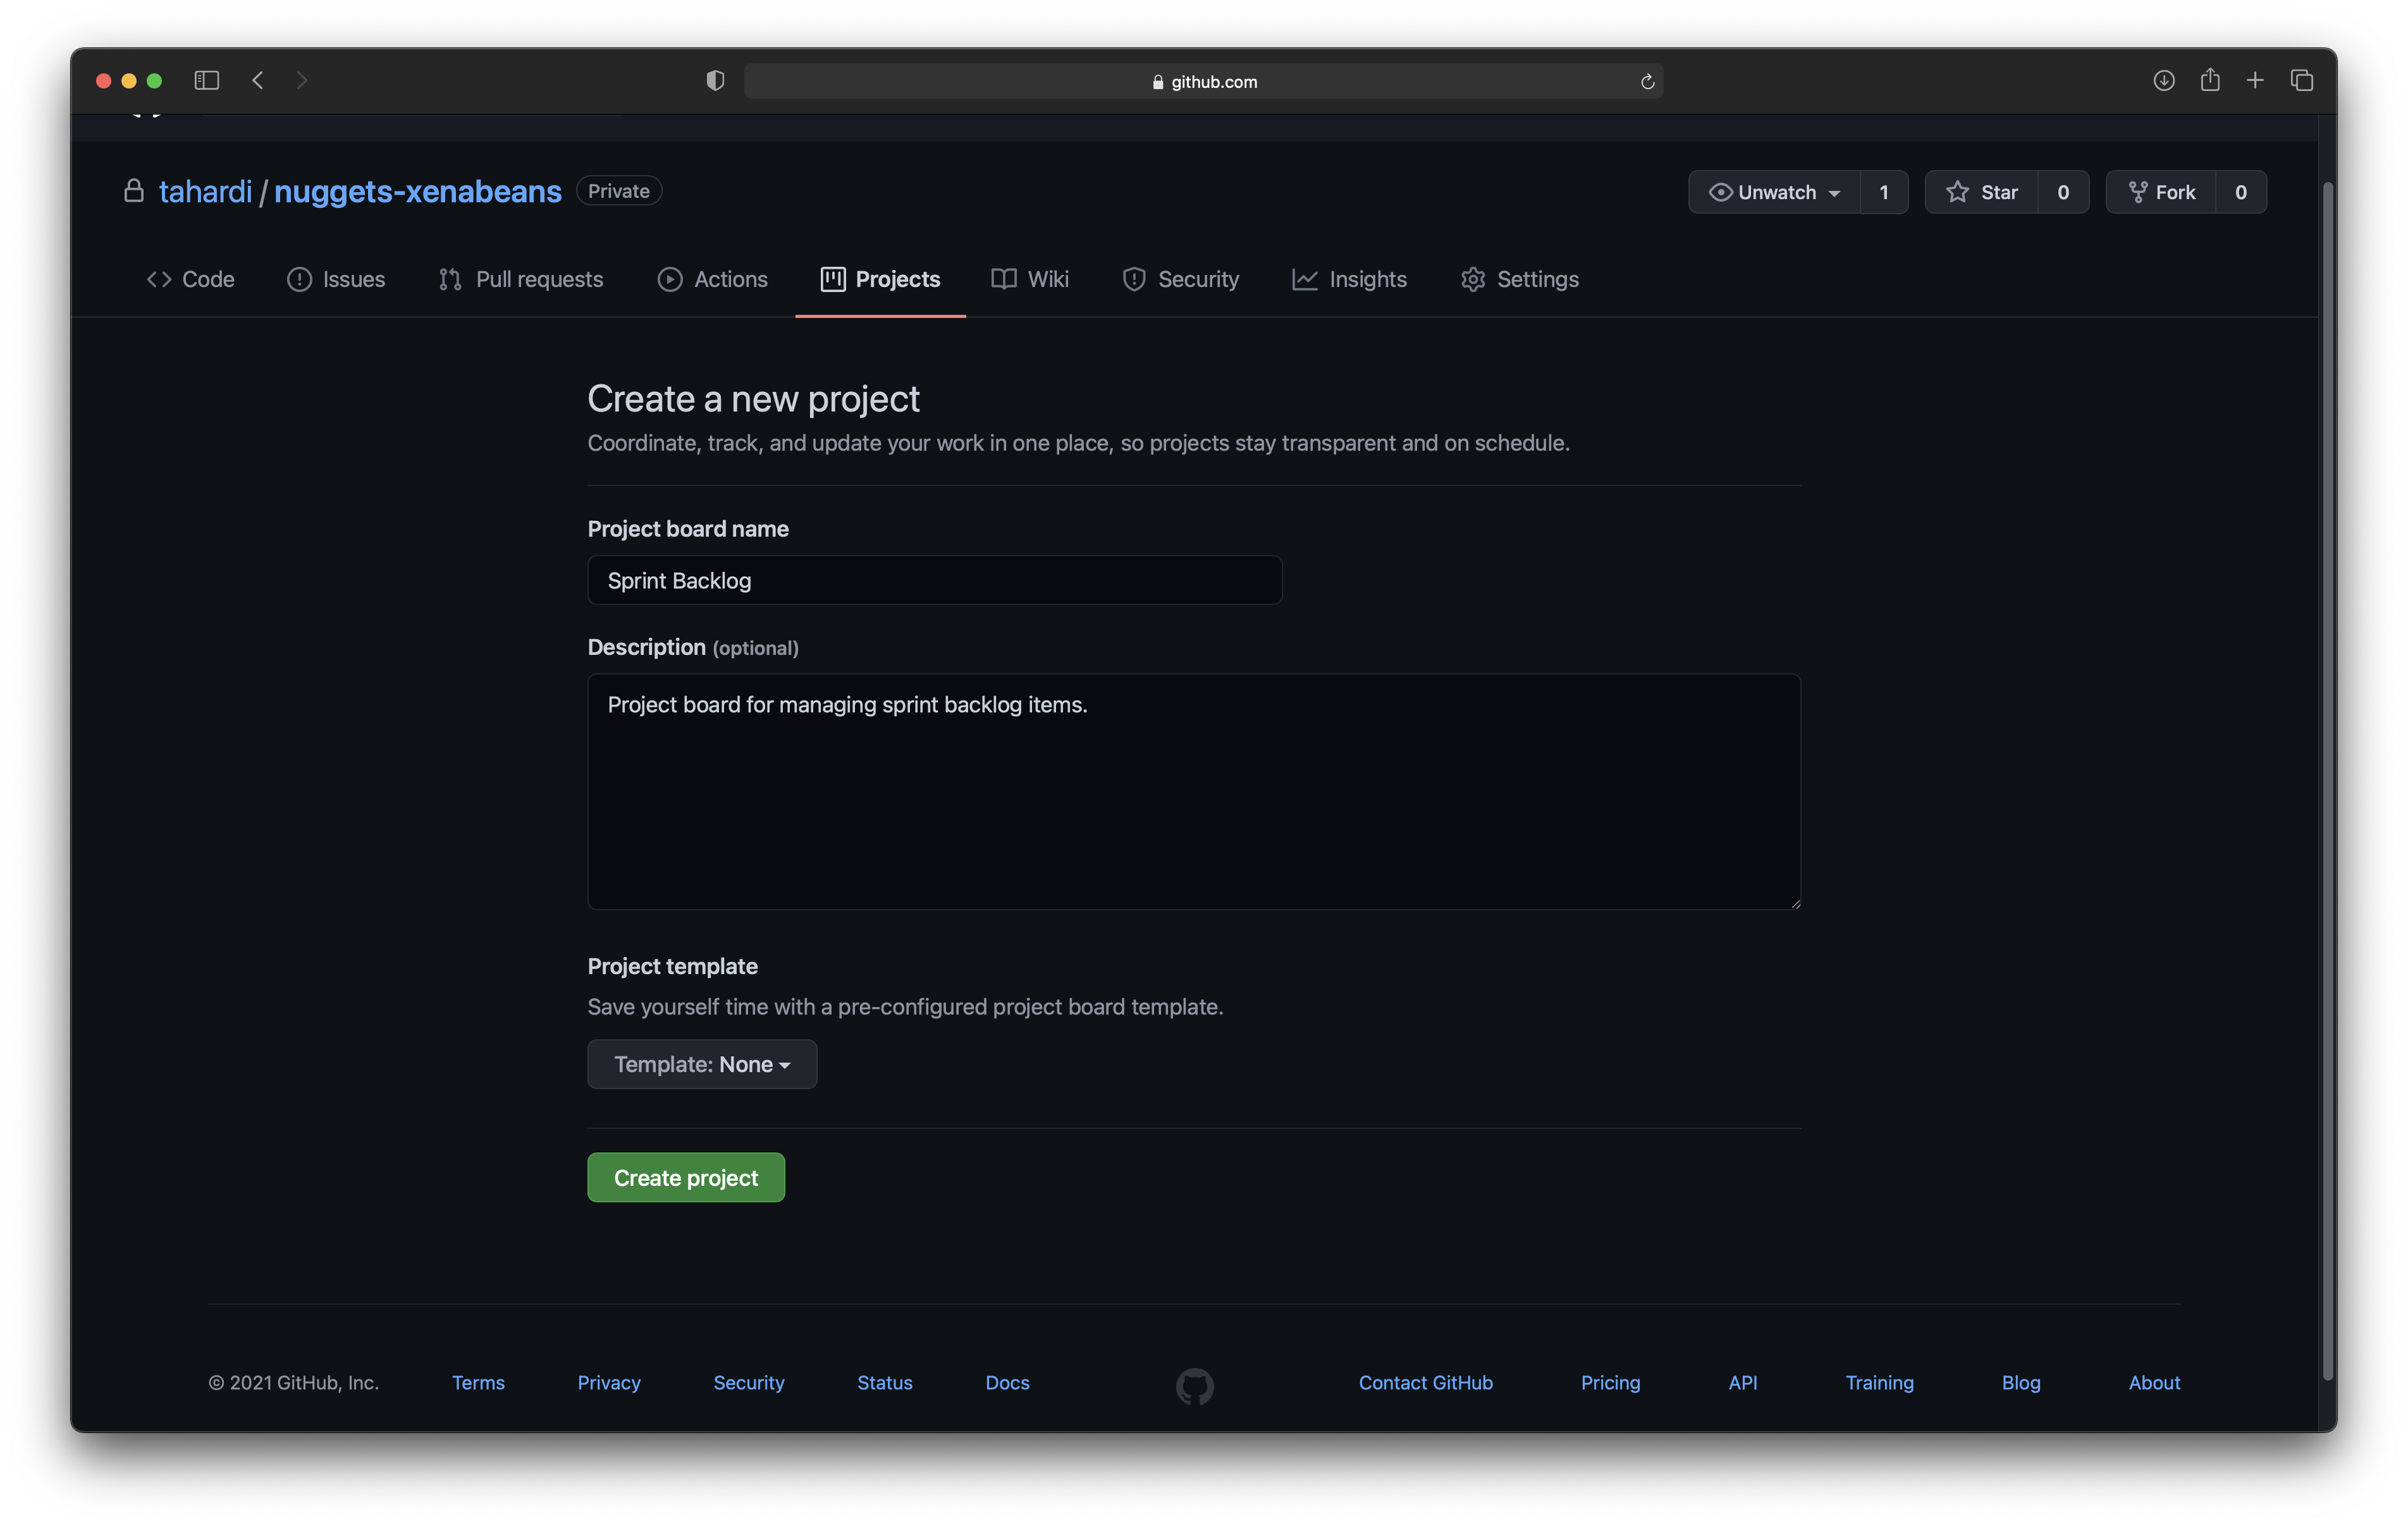 github.com
tahardi / nuggets-xenabeans Private
Unwatch 1 Star 0 Fork 0
Code Issues Pull requests Actions Projects Wiki Security Insights Settings
Create a new project
Coordinate, track, and update your work in one place, so projects stay transparent and on schedule.
Project board name
Sprint Backlog
Description (optional)
Project board for managing sprint backlog items.
Project template
Save yourself time with a pre-configured project board template.
Template: None
Create project
© 2021 GitHub, Inc. Terms Privacy Security Status Docs Contact GitHub Pricing API Training Blog About